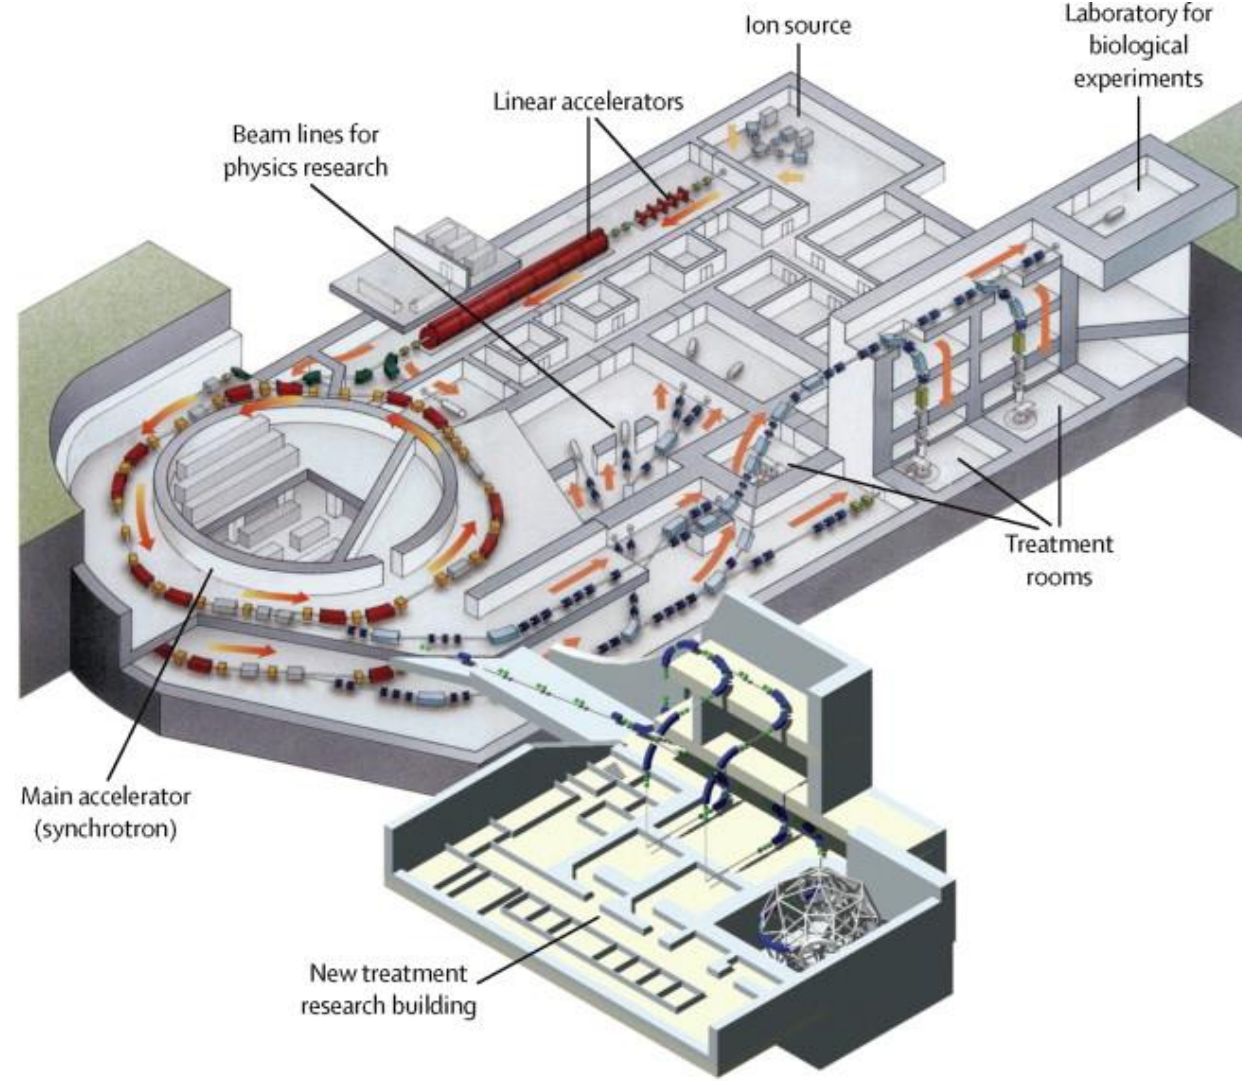 Ion source
Laboratory for
biological
experiments
Linear accelerators
Beam lines for
physics research
Treatment
rooms
Main accelerator
(synchrotron)
New treatment
research building